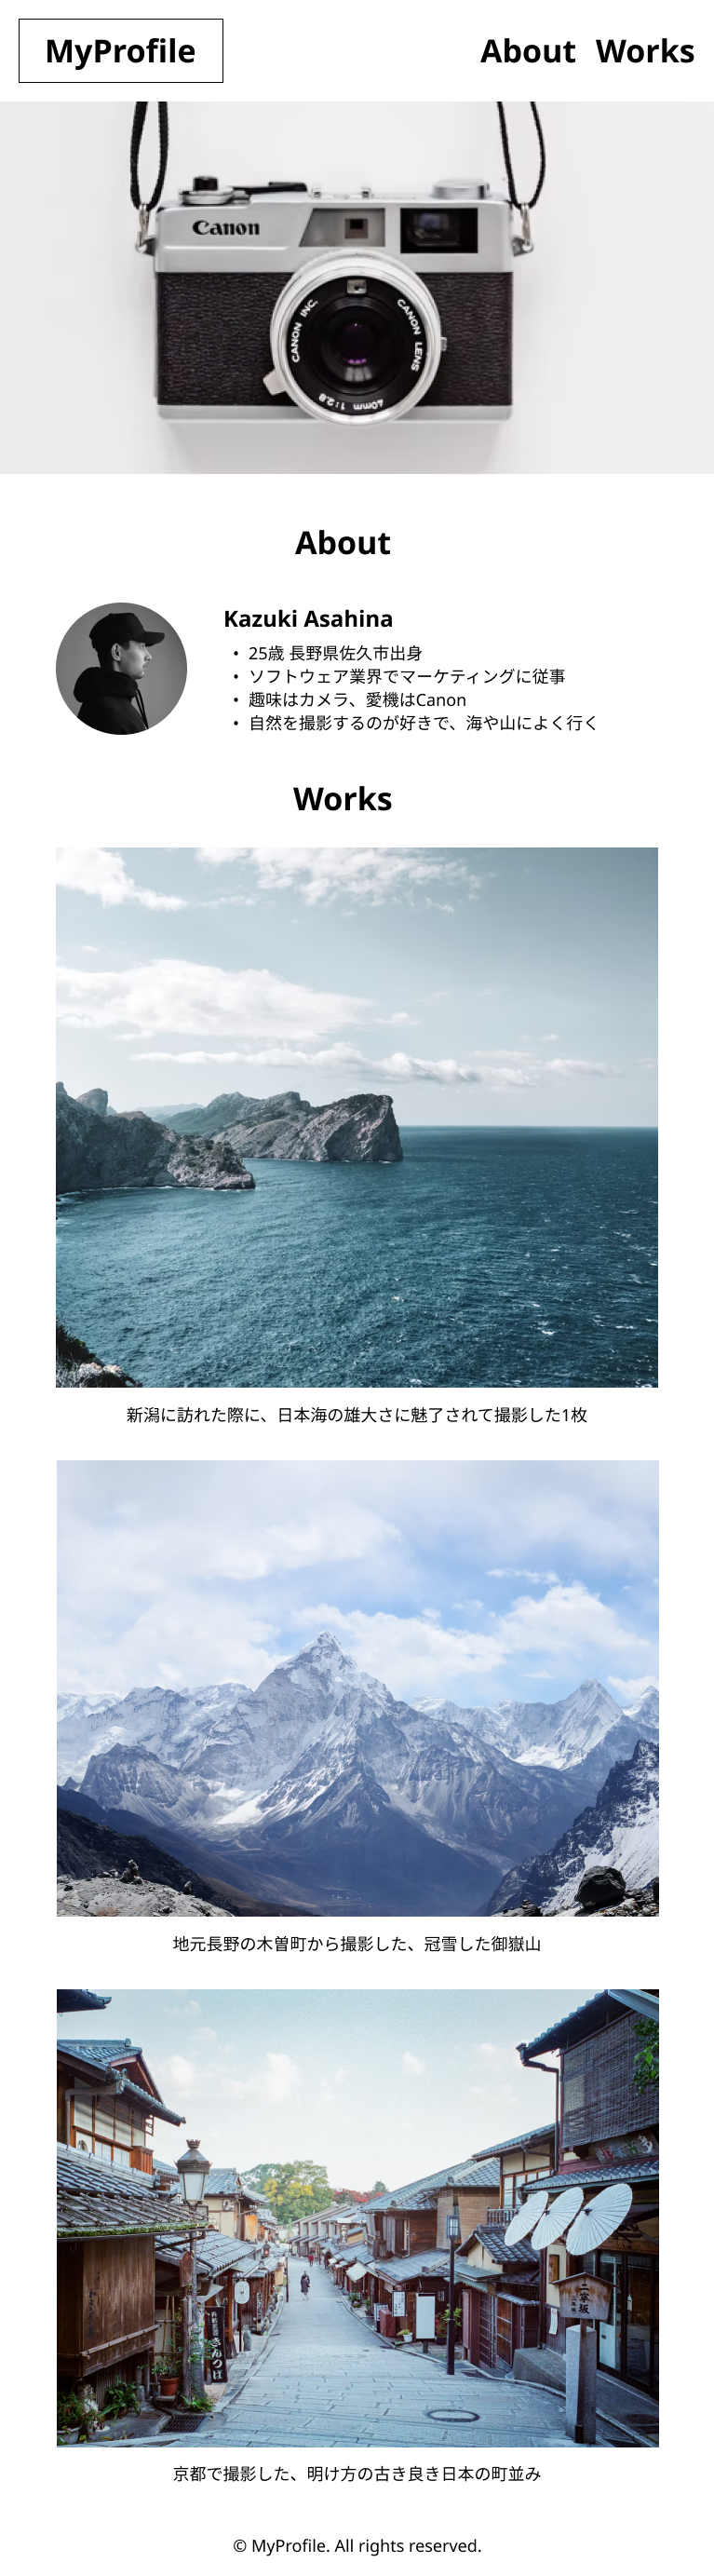 MyProfile
About Works
Canon
CANON INC.
CANON LENS
40mm 1:2.8
About
Kazuki Asahina
• 25歳 長野県佐久市出身
• ソフトウェア業界でマーケティングに従事
• 趣味はカメラ、愛機はCanon
• 自然を撮影するのが好きで、海や山によく行く
Works
新潟に訪れた際に、日本海の雄大さに魅了されて撮影した1枚
地元長野の木曽町から撮影した、冠雪した御嶽山
二寧坂
きんつば
京都で撮影した、明け方の古き良き日本の町並み
© MyProfile. All rights reserved.